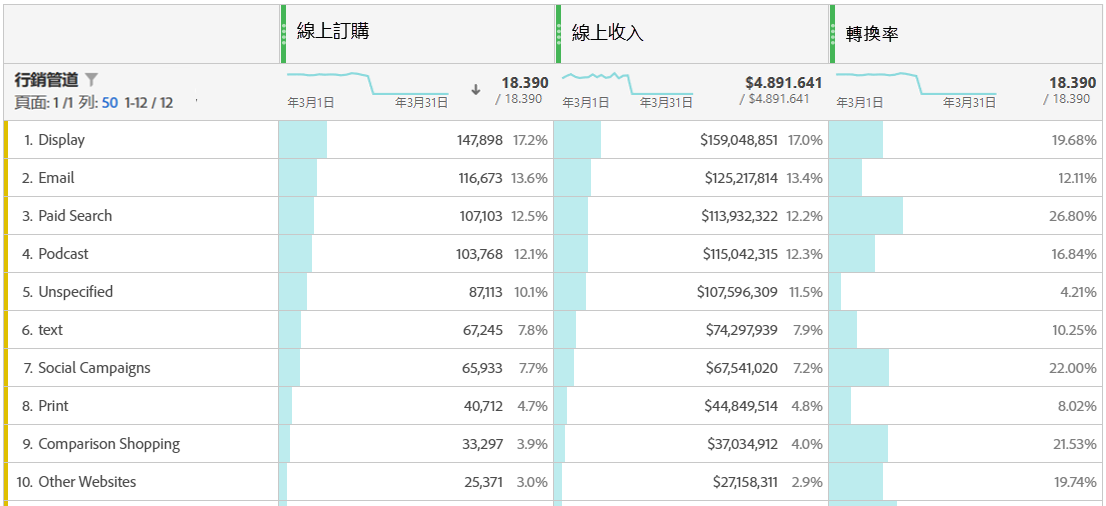 線上訂購 線上收入 轉換率
行銷管道 18.390 $4.891.641 18.390
頁面: 1 /1 列: 50 1-12 / 12 年3月1日 年3月31日 / 18.390 年3月1日 年3月31日 / $4.891.641 年3月1日 年3月31日 / 18.390
1. Display 147,898 17.2% $159,048,851 17.0% 19.68%
2. Email 116,673 13.6% $125,217,814 13.4% 12.11%
3. Paid Search 107,103 12.5% $113,932,322 12.2% 26.80%
4. Podcast 103,768 12.1% $115,042,315 12.3% 16.84%
5. Unspecified 87,113 10.1% $107,596,309 11.5% 4.21%
6. text 67,245 7.8% $74,297,939 7.9% 10.25%
7. Social Campaigns 65,933 7.7% $67,541,020 7.2% 22.00%
8. Print 40,712 4.7% $44,849,514 4.8% 8.02%
9. Comparison Shopping 33,297 3.9% $37,034,912 4.0% 21.53%
10. Other Websites 25,371 3.0% $27,158,311 2.9% 19.74%